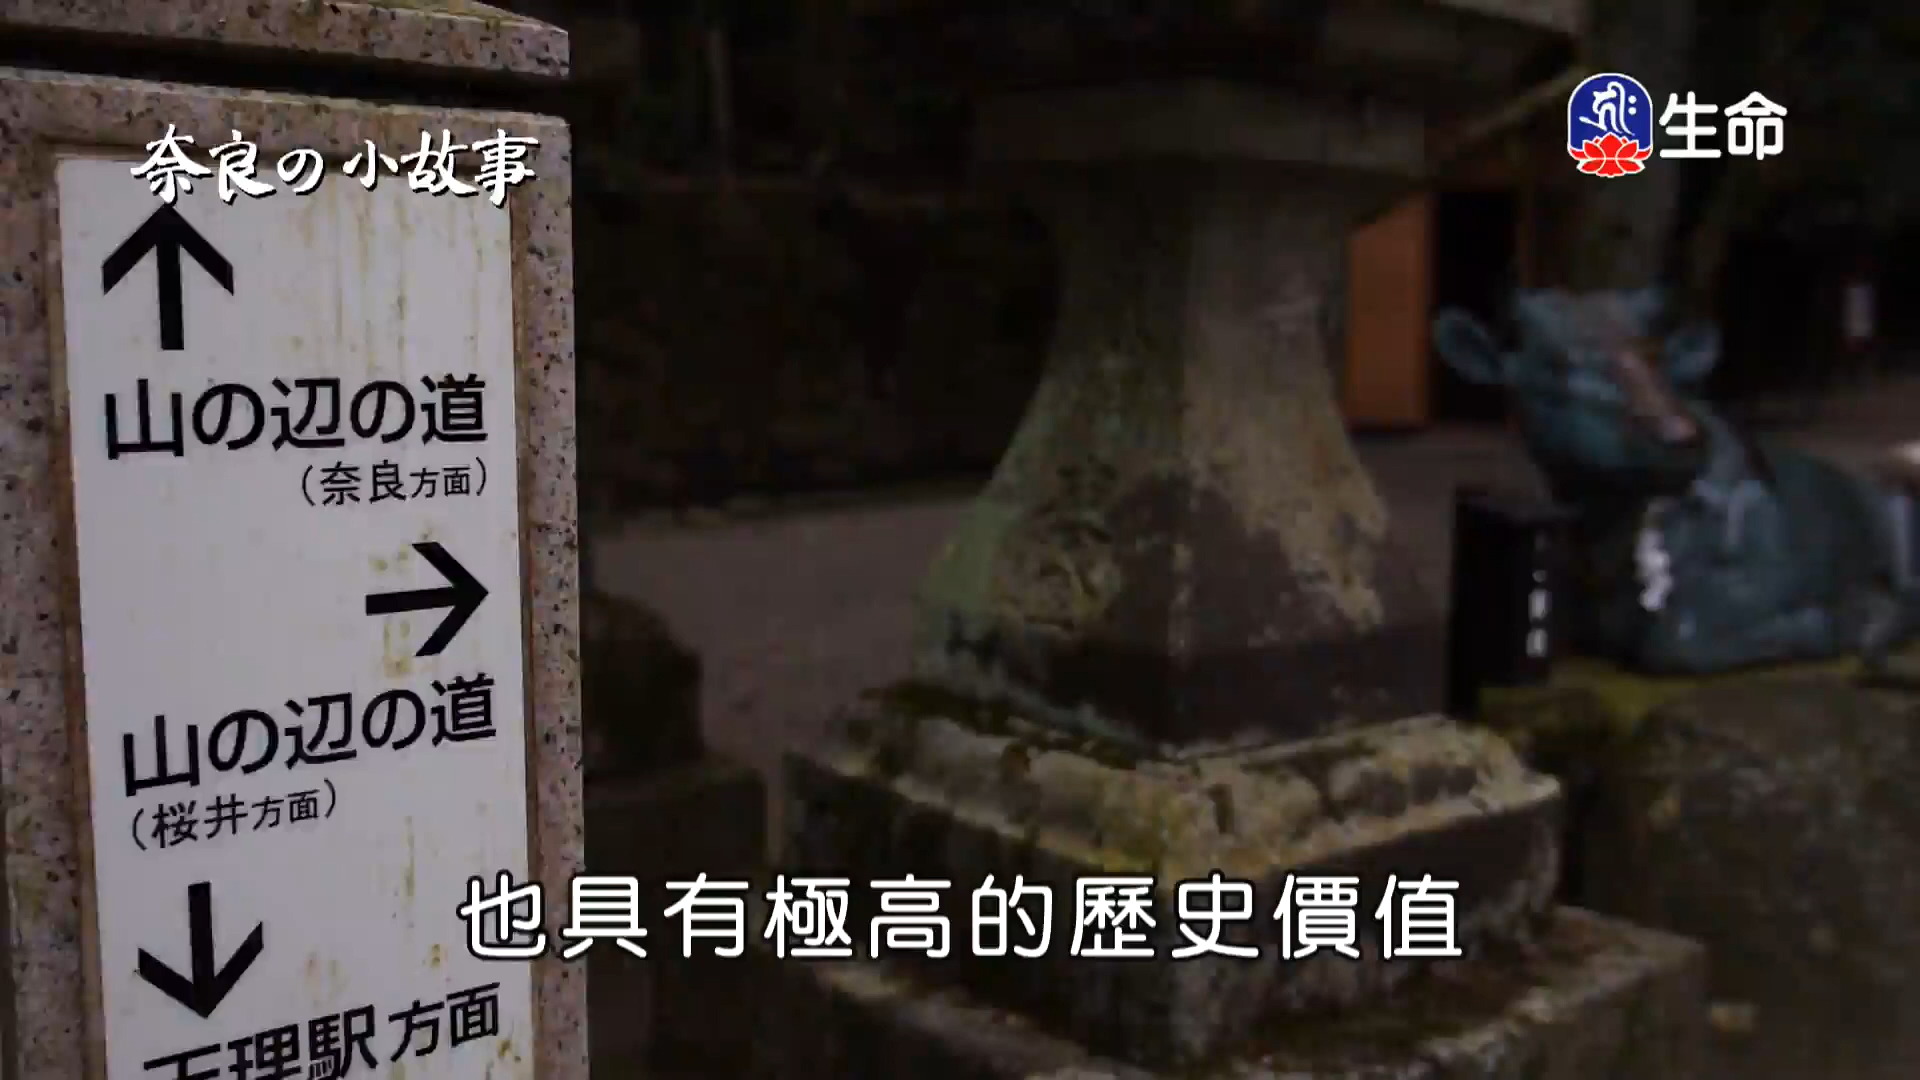 奈良の小故事
生命
山の辺の道
（奈良方面）
山の辺の道
（桜井方面）
天理駅方面
也具有極高的歷史價值